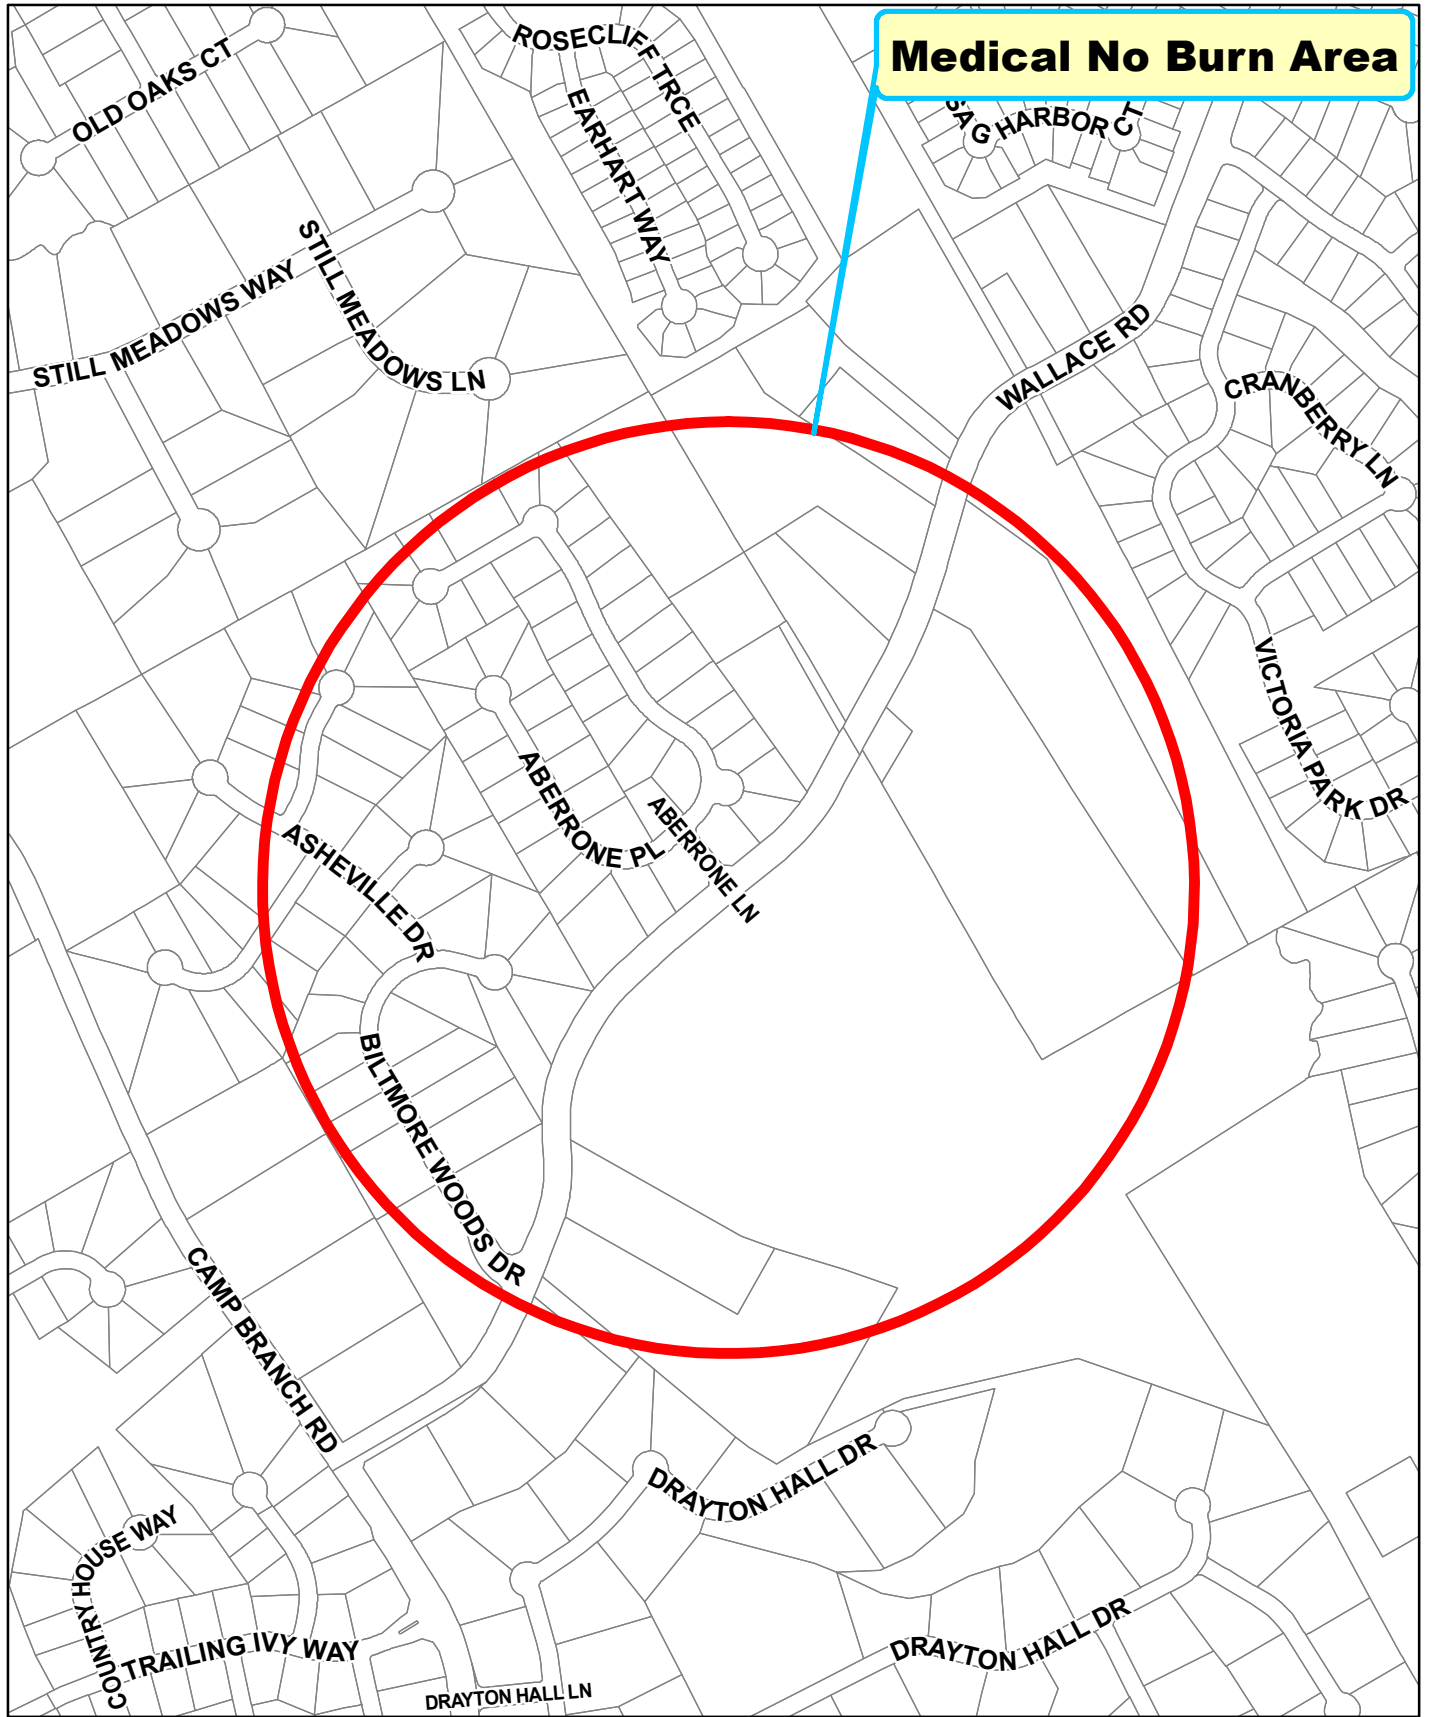 Medical No Burn Area
OLD OAKS CT
ROSECLIFF TRCE
EARHART WAY
SAG HARBOR CT
STILL MEADOWS WAY
STILL MEADOWS LN
WALLACE RD
CRANBERRY LN
VICTORIA PARK DR
ABERRONE PL
ABERRONE LN
ASHEVILLE DR
BILTMORE WOODS DR
CAMP BRANCH RD
DRAYTON HALL DR
COUNTRY HOUSE WAY
TRAILING IVY WAY
DRAYTON HALL DR
DRAYTON HALL LN